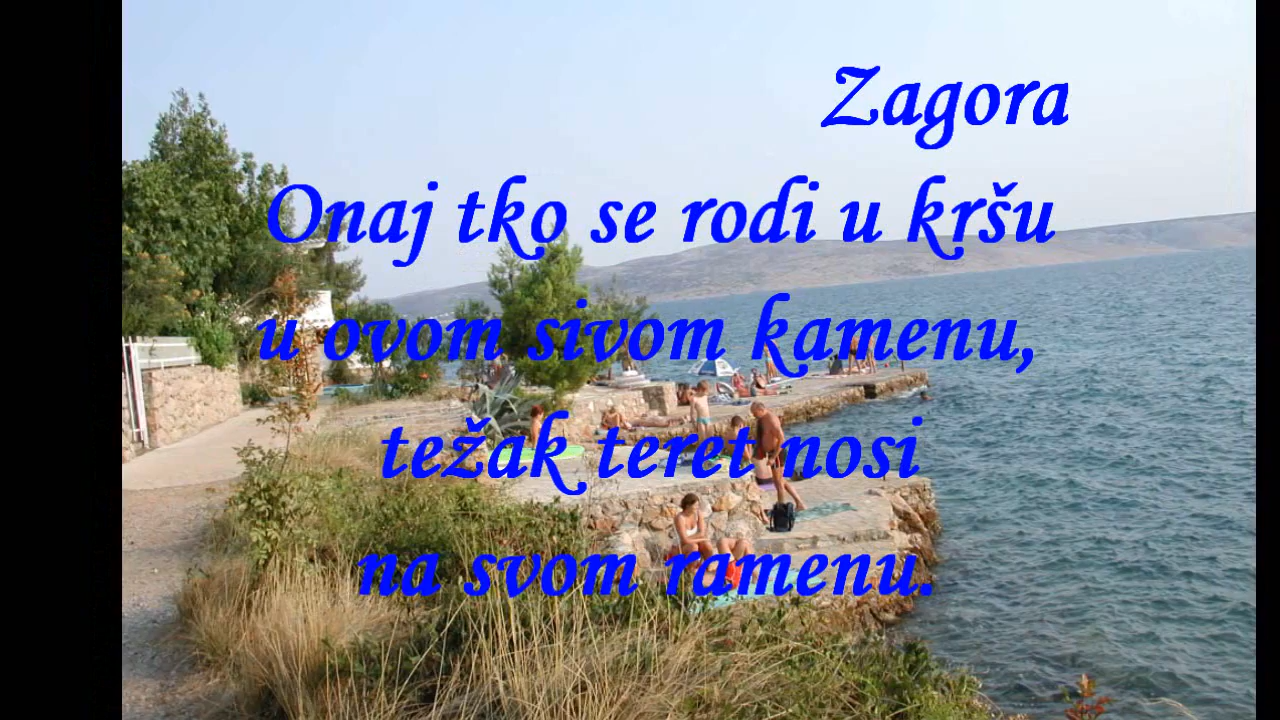 Zagora
Onaj tko se rodi u kršu
u ovom sivom kamenu,
težak teret nosi
na svom ramenu.